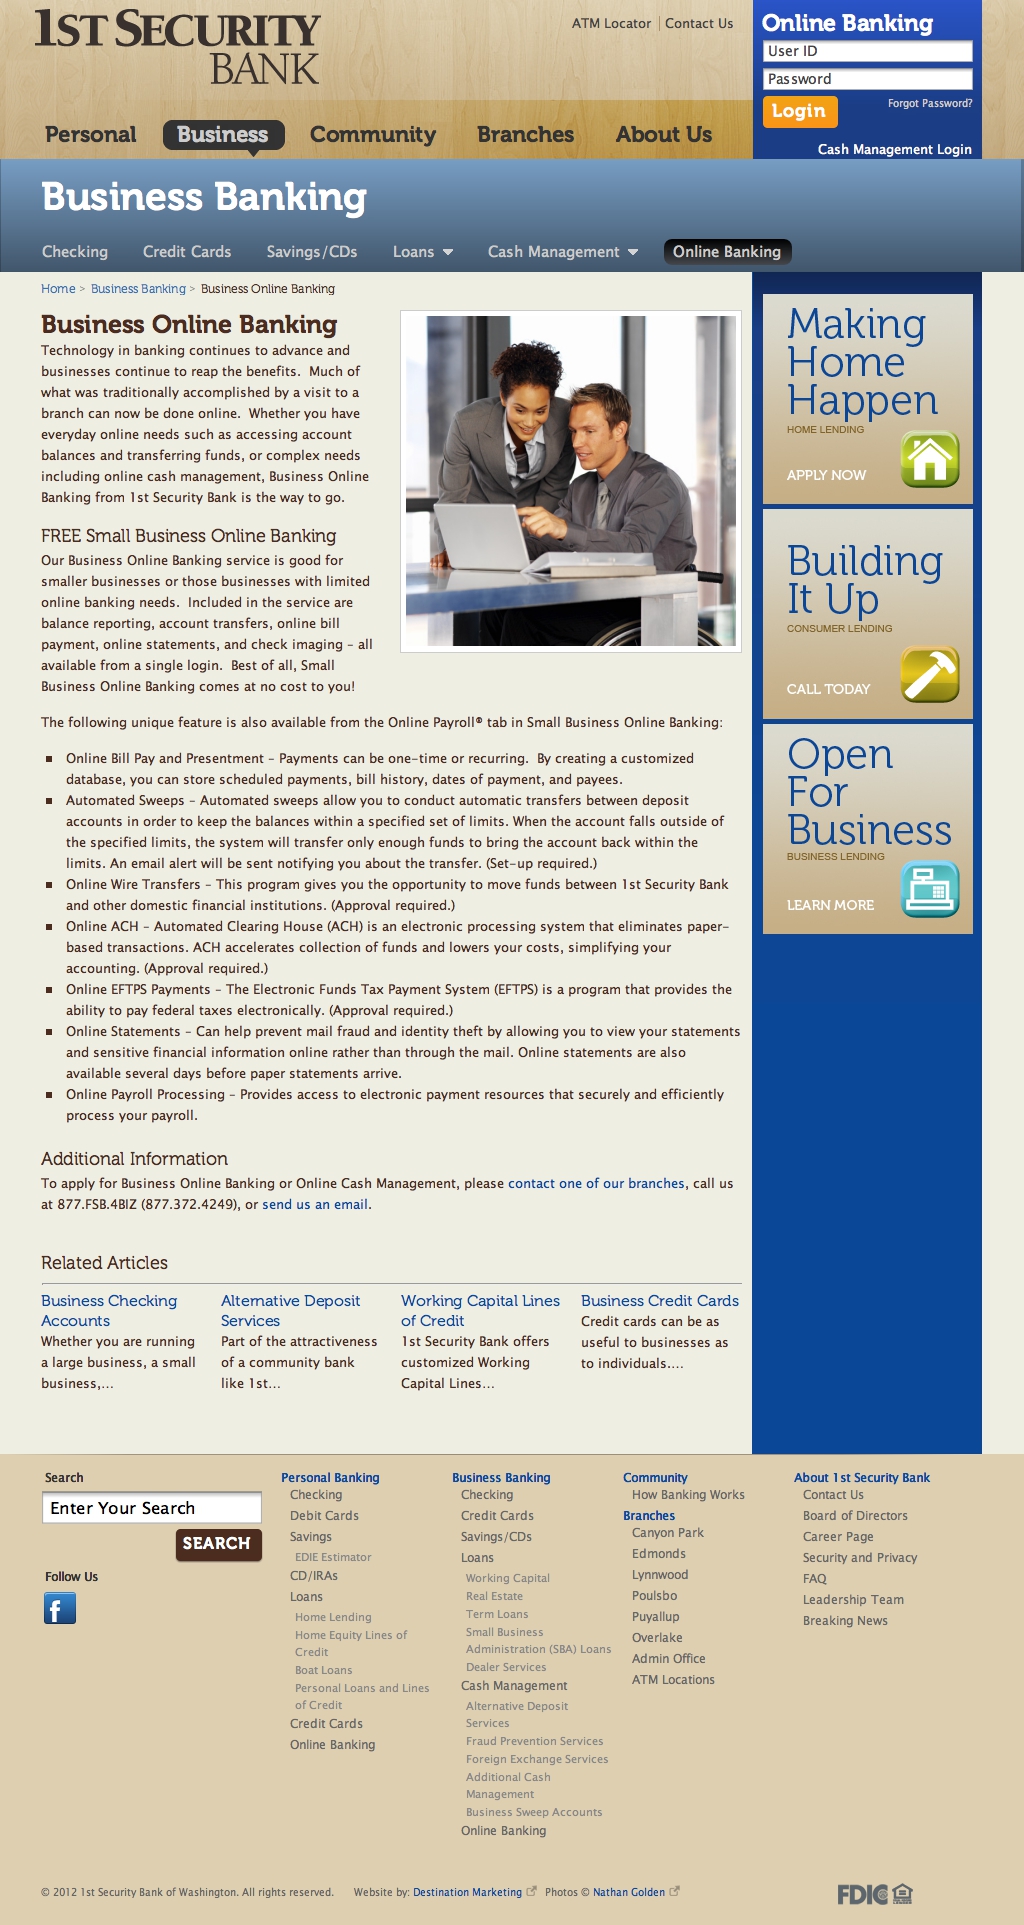 1ST SECURITY
BANK
ATM Locator | Contact Us
Online Banking
User ID
Password
Login
Forgot Password?
Cash Management Login
Personal
Business
Community
Branches
About Us
Business Banking
Checking
Credit Cards
Savings/CDs
Loans
Cash Management
Online Banking
Home > Business Banking > Business Online Banking
Business Online Banking
Technology in banking continues to advance and
businesses continue to reap the benefits. Much of
what was traditionally accomplished by a visit to a
branch can now be done online. Whether you have
everyday online needs such as accessing account
balances and transferring funds, or complex needs
including online cash management, Business Online
Banking from 1st Security Bank is the way to go.
FREE Small Business Online Banking
Our Business Online Banking service is good for
smaller businesses or those businesses with limited
online banking needs. Included in the service are
balance reporting, account transfers, online bill
payment, online statements, and check imaging – all
available from a single login. Best of all, Small
Business Online Banking comes at no cost to you!
The following unique feature is also available from the Online Payroll® tab in Small Business Online Banking:
Online Bill Pay and Presentment – Payments can be one-time or recurring. By creating a customized
database, you can store scheduled payments, bill history, dates of payment, and payees.
Automated Sweeps – Automated sweeps allow you to conduct automatic transfers between deposit
accounts in order to keep the balances within a specified set of limits. When the account falls outside of
the specified limits, the system will transfer only enough funds to bring the account back within the
limits. An email alert will be sent notifying you about the transfer. (Set-up required.)
Online Wire Transfers – This program gives you the opportunity to move funds between 1st Security Bank
and other domestic financial institutions. (Approval required.)
Online ACH – Automated Clearing House (ACH) is an electronic processing system that eliminates paper-
based transactions. ACH accelerates collection of funds and lowers your costs, simplifying your
accounting. (Approval required.)
Online EFTPS Payments – The Electronic Funds Tax Payment System (EFTPS) is a program that provides the
ability to pay federal taxes electronically. (Approval required.)
Online Statements – Can help prevent mail fraud and identity theft by allowing you to view your statements
and sensitive financial information online rather than through the mail. Online statements are also
available several days before paper statements arrive.
Online Payroll Processing – Provides access to electronic payment resources that securely and efficiently
process your payroll.
Additional Information
To apply for Business Online Banking or Online Cash Management, please contact one of our branches, call us
at 877.FSB.4BIZ (877.372.4249), or send us an email.
Related Articles
Business Checking
Accounts
Whether you are running
a large business, a small
business,...
Alternative Deposit
Services
Part of the attractiveness
of a community bank
like 1st...
Working Capital Lines
of Credit
1st Security Bank offers
customized Working
Capital Lines...
Business Credit Cards
Credit cards can be as
useful to businesses as
to individuals....
Making
Home
Happen
HOME LENDING
APPLY NOW
Building
It Up
CONSUMER LENDING
CALL TODAY
Open
For
Business
BUSINESS LENDING
LEARN MORE
Search
Enter Your Search
SEARCH
Follow Us
f
Personal Banking
Checking
Debit Cards
Savings
EDIE Estimator
CD/IRAs
Loans
Home Lending
Home Equity Lines of
Credit
Boat Loans
Personal Loans and Lines
of Credit
Credit Cards
Online Banking
Business Banking
Checking
Credit Cards
Savings/CDs
Loans
Working Capital
Real Estate
Term Loans
Small Business
Administration (SBA) Loans
Dealer Services
Cash Management
Alternative Deposit
Services
Fraud Prevention Services
Foreign Exchange Services
Additional Cash
Management
Business Sweep Accounts
Online Banking
Community
How Banking Works
Branches
Canyon Park
Edmonds
Lynnwood
Poulsbo
Puyallup
Overlake
Admin Office
ATM Locations
About 1st Security Bank
Contact Us
Board of Directors
Career Page
Security and Privacy
FAQ
Leadership Team
Breaking News
© 2012 1st Security Bank of Washington. All rights reserved. Website by: Destination Marketing Photos © Nathan Golden
FDIC